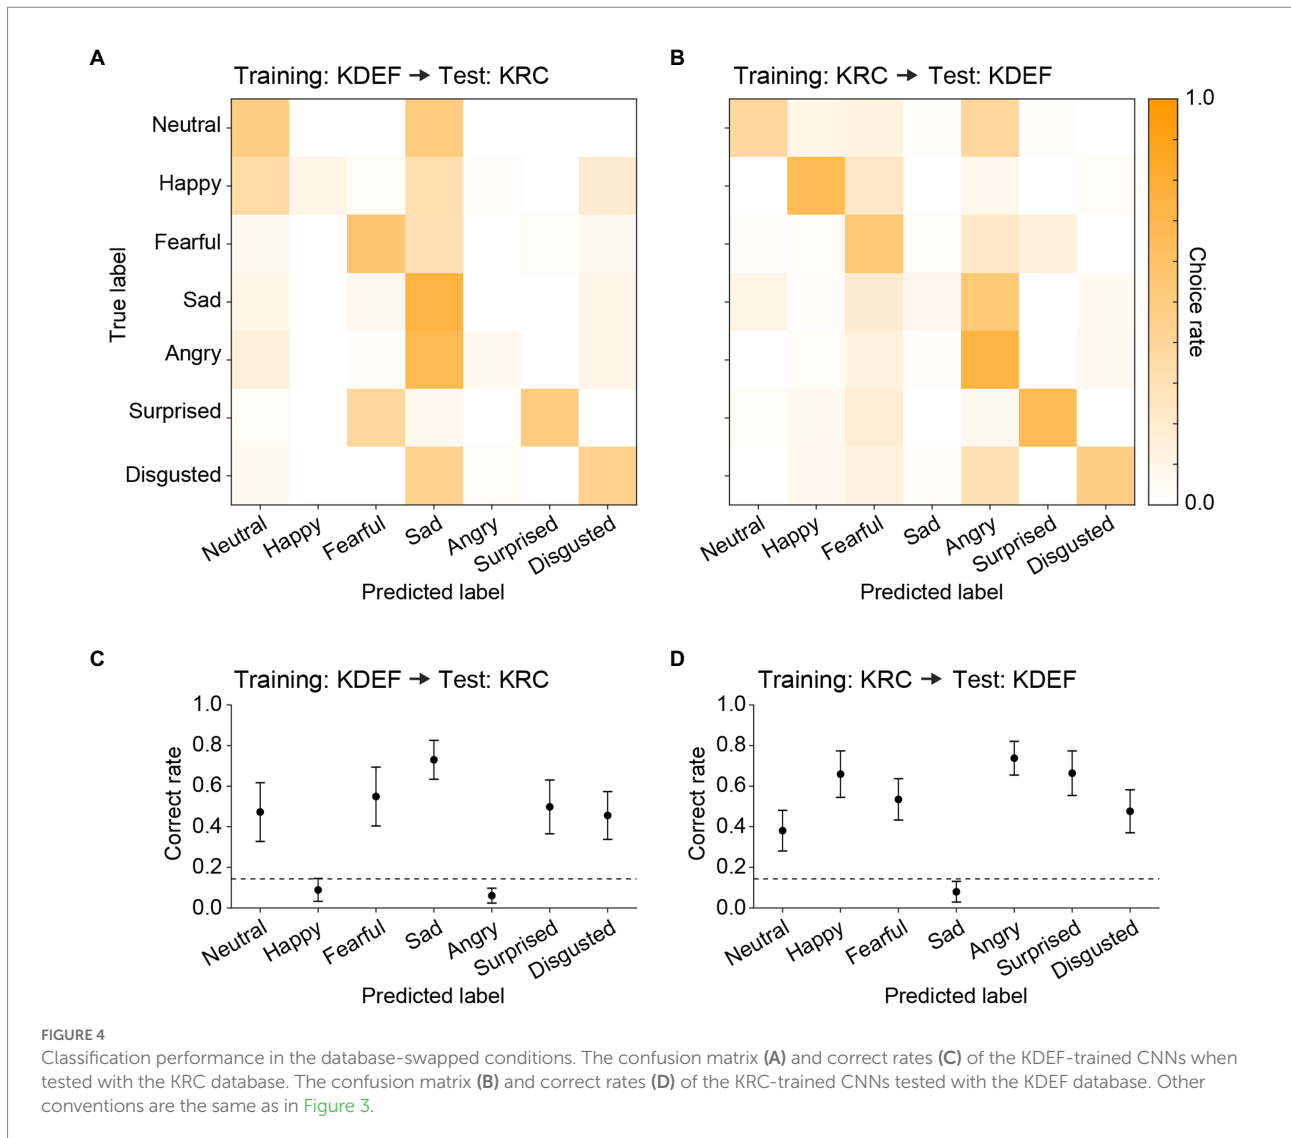 A
Training: KDEF → Test: KRC
True label
Neutral
Happy
Fearful
Sad
Angry
Surprised
Disgusted
Neutral
Happy
Fearful
Sad
Angry
Surprised
Disgusted
Predicted label
B
Training: KRC → Test: KDEF
Neutral
Happy
Fearful
Sad
Angry
Surprised
Disgusted
Predicted label
1.0
Choice rate
0.0
C
Training: KDEF → Test: KRC
Correct rate
1.0
0.8
0.6
0.4
0.2
0.0
Neutral
Happy
Fearful
Sad
Angry
Surprised
Disgusted
Predicted label
D
Training: KRC → Test: KDEF
Correct rate
1.0
0.8
0.6
0.4
0.2
0.0
Neutral
Happy
Fearful
Sad
Angry
Surprised
Disgusted
Predicted label
FIGURE 4
Classification performance in the database-swapped conditions. The confusion matrix (A) and correct rates (C) of the KDEF-trained CNNs when
tested with the KRC database. The confusion matrix (B) and correct rates (D) of the KRC-trained CNNs tested with the KDEF database. Other
conventions are the same as in Figure 3.